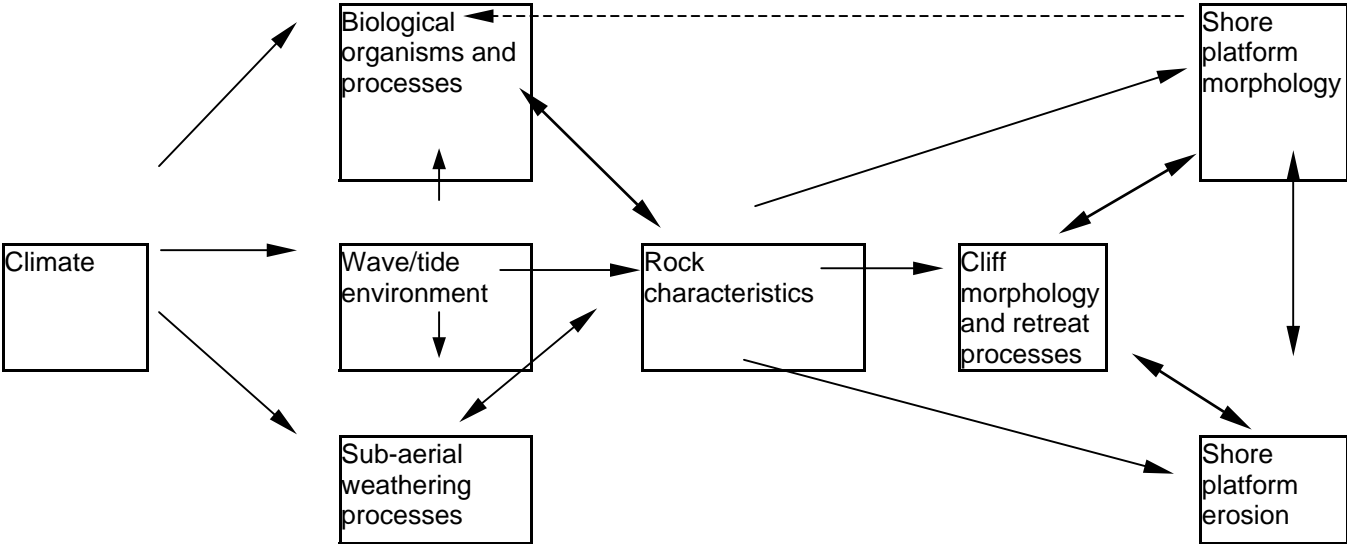 Biological
organisms and
processes
Shore
platform
morphology
Climate
Wave/tide
environment
Rock
characteristics
Cliff
morphology
and retreat
processes
Sub-aerial
weathering
processes
Shore
platform
erosion